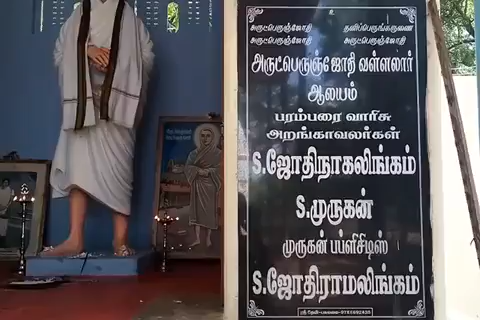 உ
அருட்பெருஞ்ஜோதி தனிப்பெருங்கருணை
அருட்பெருஞ்ஜோதி அருட்பெருஞ்ஜோதி
அருட்பெருஞ்ஜோதி வள்ளலார்
ஆலயம்
பரம்பரை வாரிசு
அறங்காவலர்கள்
S.ஜோதிநாகலிங்கம்
S.முருகன்
முருகன் பப்ளிசிடிஸ்
S.ஜோதிராமலிங்கம்